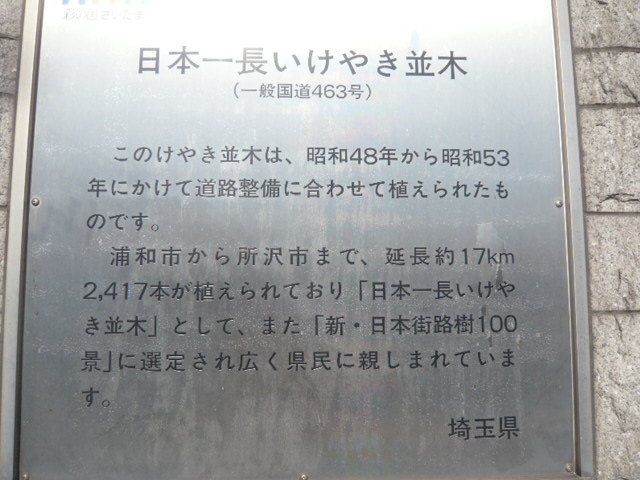 彩の国さいたま
日本一長いけやき並木
（一般国道463号）
このけやき並木は、昭和48年から昭和53
年にかけて道路整備に合わせて植えられたも
のです。
浦和市から所沢市まで、延長約17km
2,417本が植えられており「日本一長いけや
き並木」として、また「新・日本街路樹100
景」に選定され広く県民に親しまれていま
す。
埼玉県